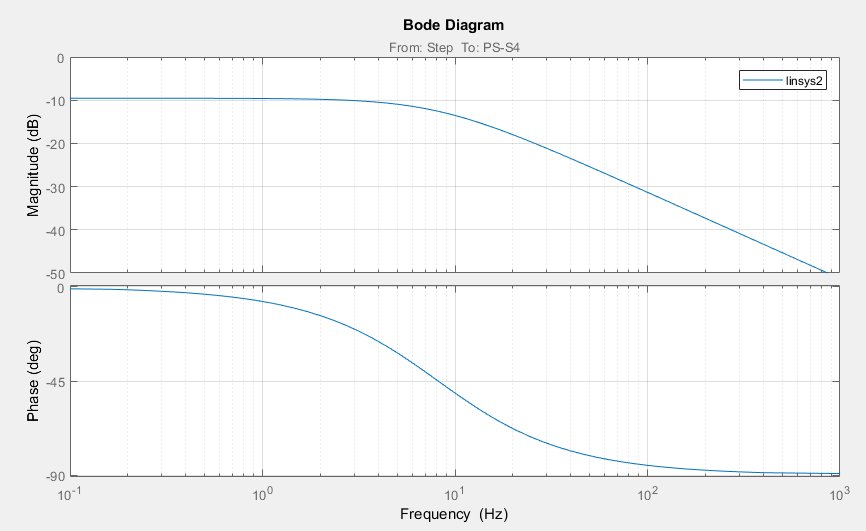 Bode Diagram
From: Step To: PS-S4
linsys2
Magnitude (dB)
0
-10
-20
-30
-40
-50
Phase (deg)
0
-45
-90
10^-1
10^0
10^1
10^2
10^3
Frequency (Hz)